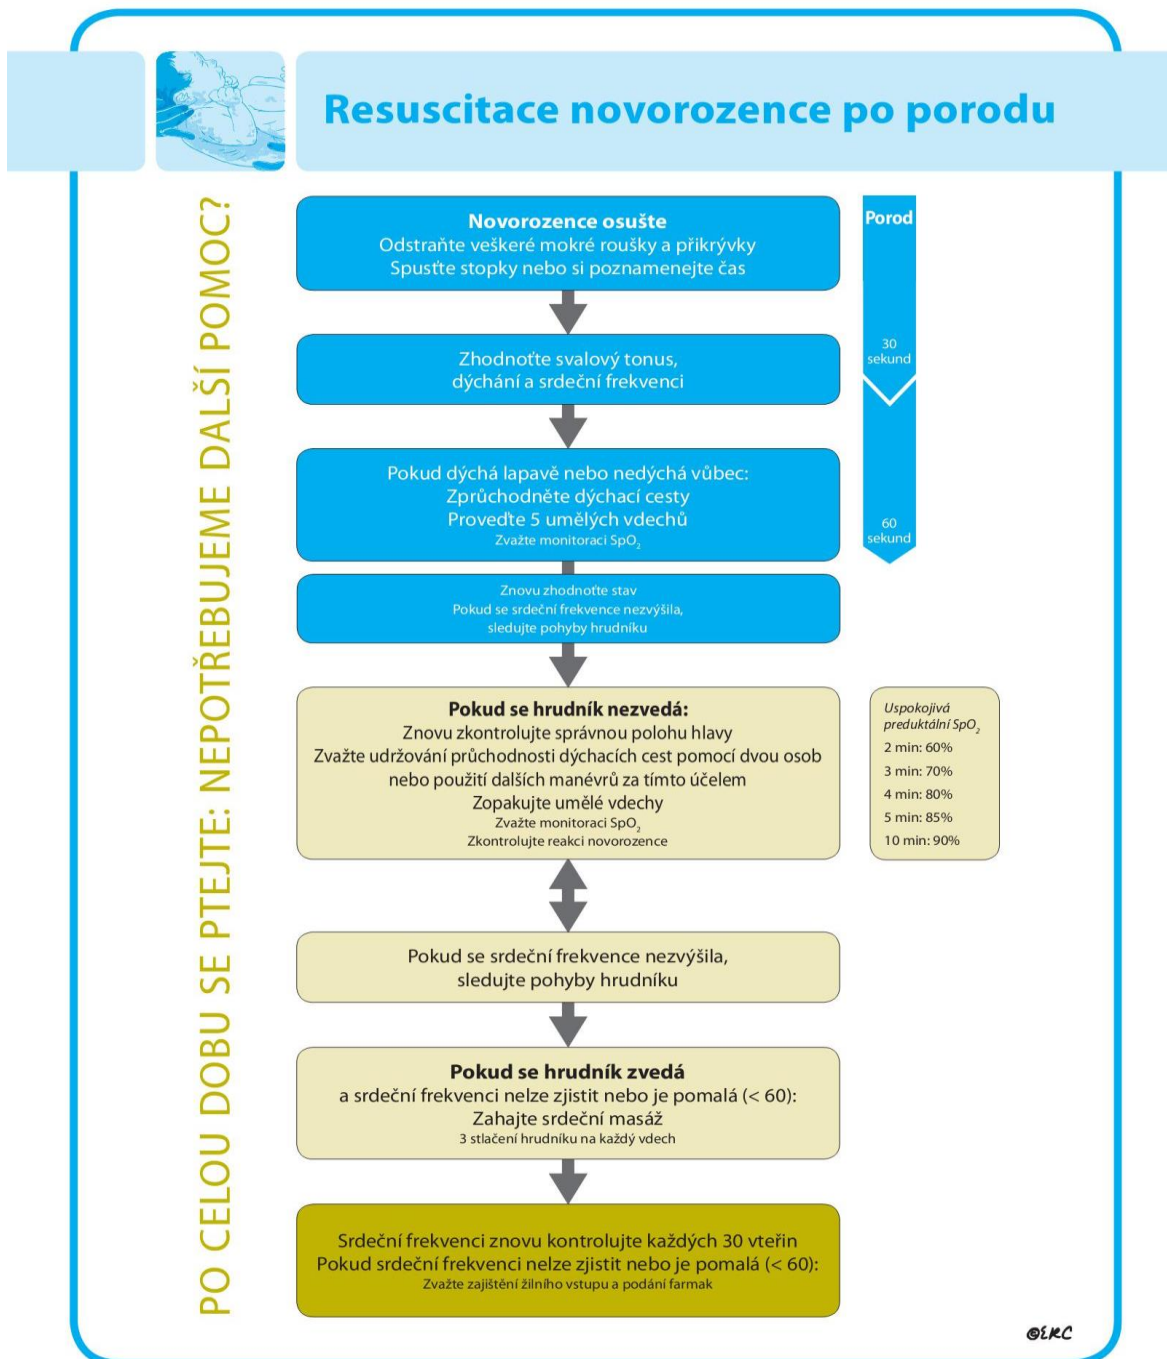 Resuscitace novorozence po porodu
PO CELOU DOBU SE PTEJTE: NEPOTŘEBUJEME DALŠÍ POMOC?
Novorozence osušte
Odstraňte veškeré mokré roušky a přikrývky
Spusťte stopky nebo si poznamenejte čas
Porod
30
sekund
Zhodnoťte svalový tonus,
dýchání a srdeční frekvenci
Pokud dýchá lapavě nebo nedýchá vůbec:
Zprůchodněte dýchací cesty
Proveďte 5 umělých vdechů
Zvažte monitoraci SpO₂
60
sekund
Znovu zhodnoťte stav
Pokud se srdeční frekvence nezvýšila,
sledujte pohyby hrudníku
Pokud se hrudník nezvedá:
Znovu zkontrolujte správnou polohu hlavy
Zvažte udržování průchodnosti dýchacích cest pomocí dvou osob
nebo použití dalších manévrů za tímto účelem
Zopakujte umělé vdechy
Zvažte monitoraci SpO₂
Zkontrolujte reakci novorozence
Uspokojivá
preduktální SpO₂
2 min: 60%
3 min: 70%
4 min: 80%
5 min: 85%
10 min: 90%
Pokud se srdeční frekvence nezvýšila,
sledujte pohyby hrudníku
Pokud se hrudník zvedá
a srdeční frekvenci nelze zjistit nebo je pomalá (< 60):
Zahajte srdeční masáž
3 stlačení hrudníku na každý vdech
Srdeční frekvenci znovu kontrolujte každých 30 vteřin
Pokud srdeční frekvenci nelze zjistit nebo je pomalá (< 60):
Zvažte zajištění žilního vstupu a podání farmak
©ERC